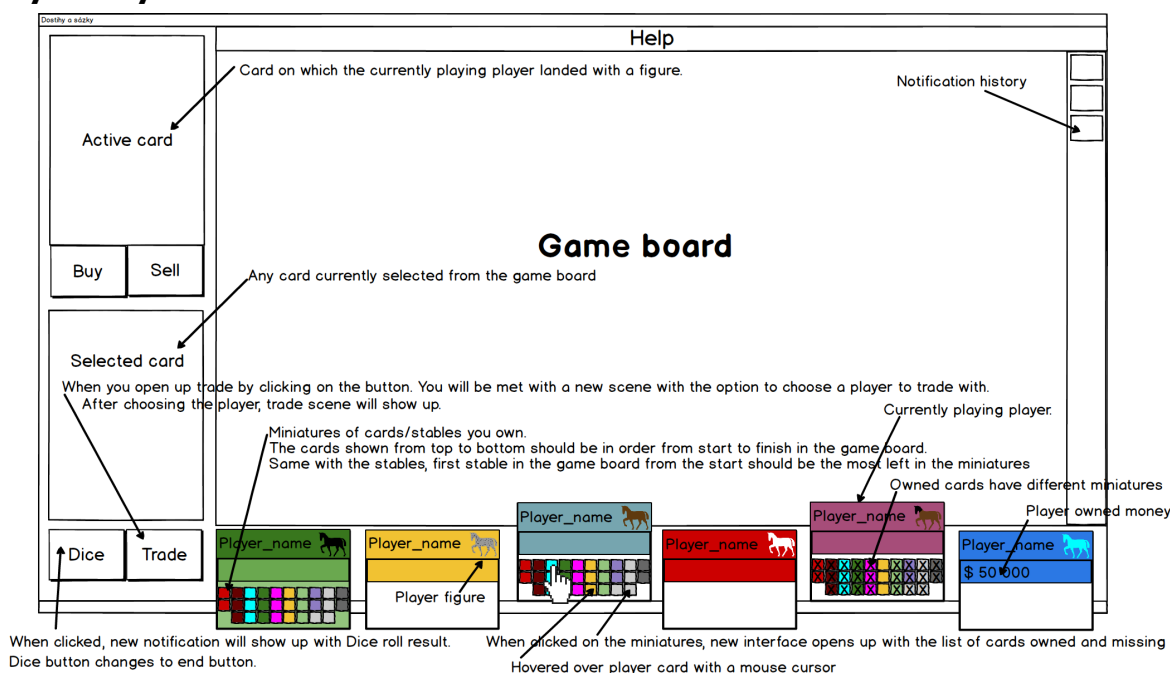 Dostihy a sázky
Help
Card on which the currently playing player landed with a figure.
Notification history
Active card
Game board
Buy
Sell
Any card currently selected from the game board
Selected card
When you open up trade by clicking on the button. You will be met with a new scene with the option to choose a player to trade with.
After choosing the player, trade scene will show up.
Currently playing player.
Miniatures of cards/stables you own.
The cards shown from top to bottom should be in order from start to finish in the game board.
Same with the stables, first stable in the game board from the start should be the most left in the miniatures
Owned cards have different miniatures
Player owned money
Dice
Trade
Player_name
Player_name
Player_name
Player_name
Player_name
Player_name
$ 50 000
Player figure
When clicked, new notification will show up with Dice roll result.
Dice button changes to end button.
When clicked on the miniatures, new interface opens up with the list of cards owned and missing
Hovered over player card with a mouse cursor